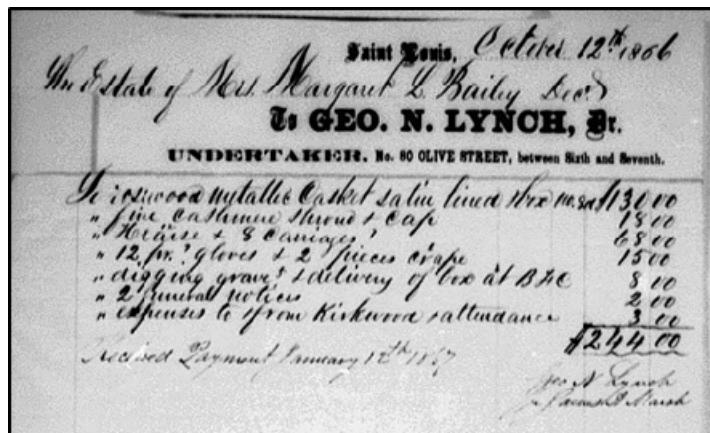 Saint Louis, October 12th 1866
The Estate of Mrs. Margaret L Bailey Decd
To GEO. N. LYNCH, Dr.
UNDERTAKER. No. 80 OLIVE STREET, between Sixth and Seventh.
To rosewood metallic Casket satin lined & box $130 00
" fine Cashmere shroud & Cap 18 00
" Hearse & 8 Carriages 68 00
" 12 pr. gloves & 2 pieces crape 15 00
" digging grave & delivery of box at 8 00
" 2 funeral notices 2 00
" expenses to & from Kirkwood & attendance 3 00
$244.00
Received Payment January 12th 1867
Geo N Lynch